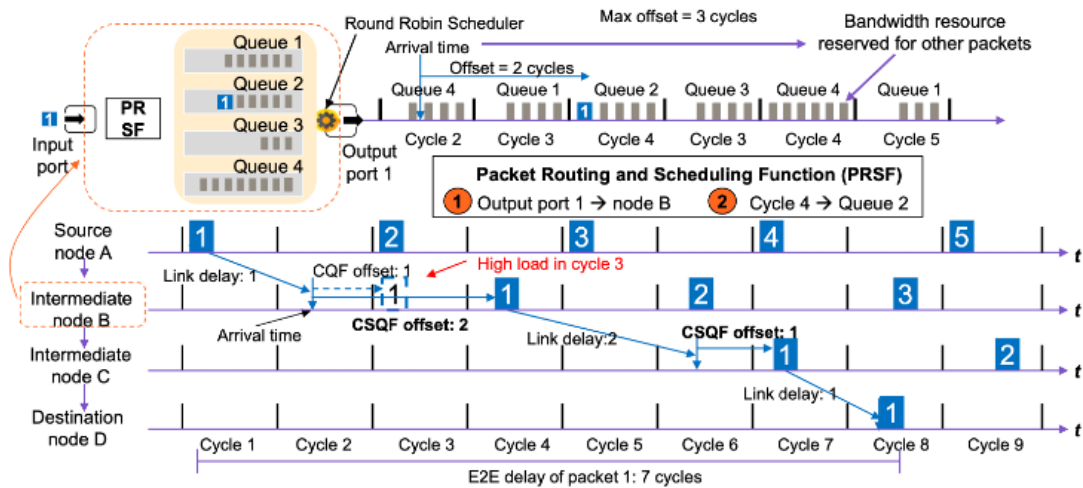 Queue 1
Queue 2
1
Queue 3
Queue 4
1
PR
SF
Input
port
Output
port 1
Round Robin Scheduler
Arrival time
Offset = 2 cycles
Max offset = 3 cycles
Bandwidth resource
reserved for other packets
Queue 4
Queue 1
1
Queue 2
Queue 3
Queue 4
Queue 1
Cycle 2
Cycle 3
Cycle 4
Cycle 4
Cycle 4
Cycle 5
Packet Routing and Scheduling Function (PRSF)
1 Output port 1 → node B
2 Cycle 4 → Queue 2
Source
node A
1
2
3
4
5
t
Link delay: 1
CQF offset: 1
High load in cycle 3
Intermediate
node B
1
1
2
3
t
Arrival time
CSQF offset: 2
Link delay:2
CSQF offset: 1
Intermediate
node C
1
2
t
Link delay: 1
Destination
node D
1
t
Cycle 1
Cycle 2
Cycle 3
Cycle 4
Cycle 5
Cycle 6
Cycle 7
Cycle 8
Cycle 9
E2E delay of packet 1: 7 cycles